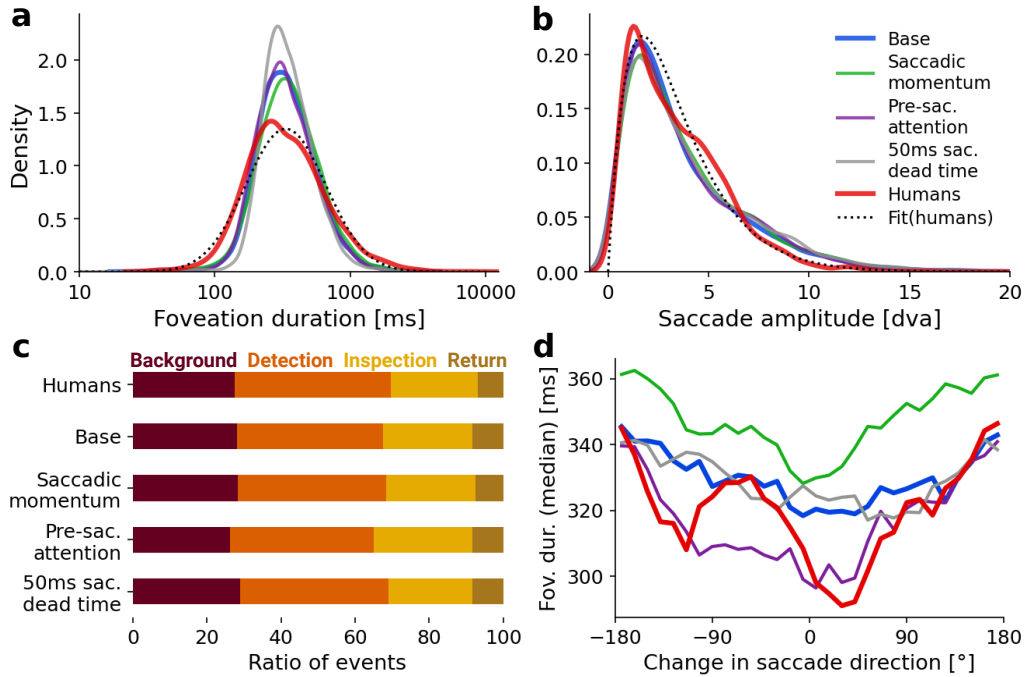 a
Density
2.0
1.5
1.0
0.5
0.0
10
100
1000
10000
Foveation duration [ms]
b
0.20
0.15
0.10
0.05
0.00
0
5
10
15
20
Saccade amplitude [dva]
Base
Saccadic
momentum
Pre-sac.
attention
50ms sac.
dead time
Humans
Fit(humans)
c
Background Detection Inspection Return
Humans
Base
Saccadic
momentum
Pre-sac.
attention
50ms sac.
dead time
0
20
40
60
80
100
Ratio of events
d
Fov. dur. (median) [ms]
360
340
320
300
−180
−90
0
90
180
Change in saccade direction [°]